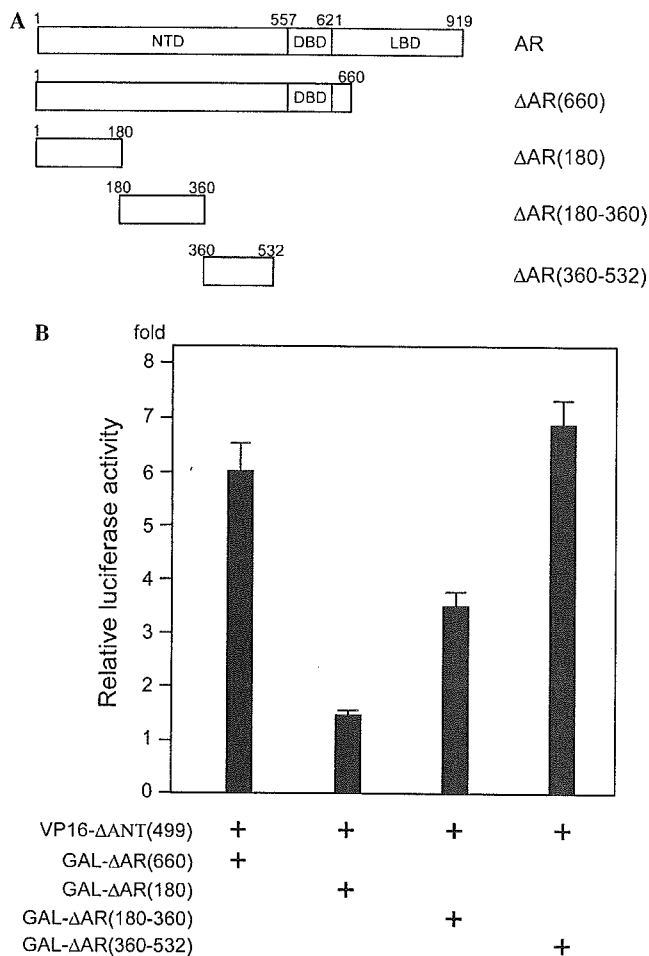 A
1 557 621 919
NTD DBD LBD AR
1 660
DBD ΔAR(660)
1 180
ΔAR(180)
180 360
ΔAR(180-360)
360 532
ΔAR(360-532)
B fold
8
7
6
5
4
3
2
1
0
Relative luciferase activity
VP16-ΔANT(499) + + + +
GAL-ΔAR(660) +
GAL-ΔAR(180) +
GAL-ΔAR(180-360) +
GAL-ΔAR(360-532) +